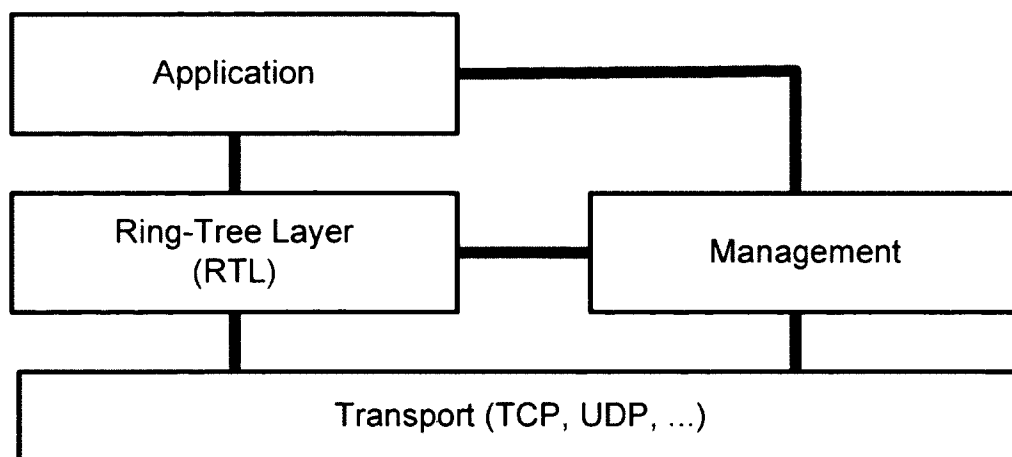 Application
Ring-Tree Layer
(RTL)
Management
Transport (TCP, UDP, ...)